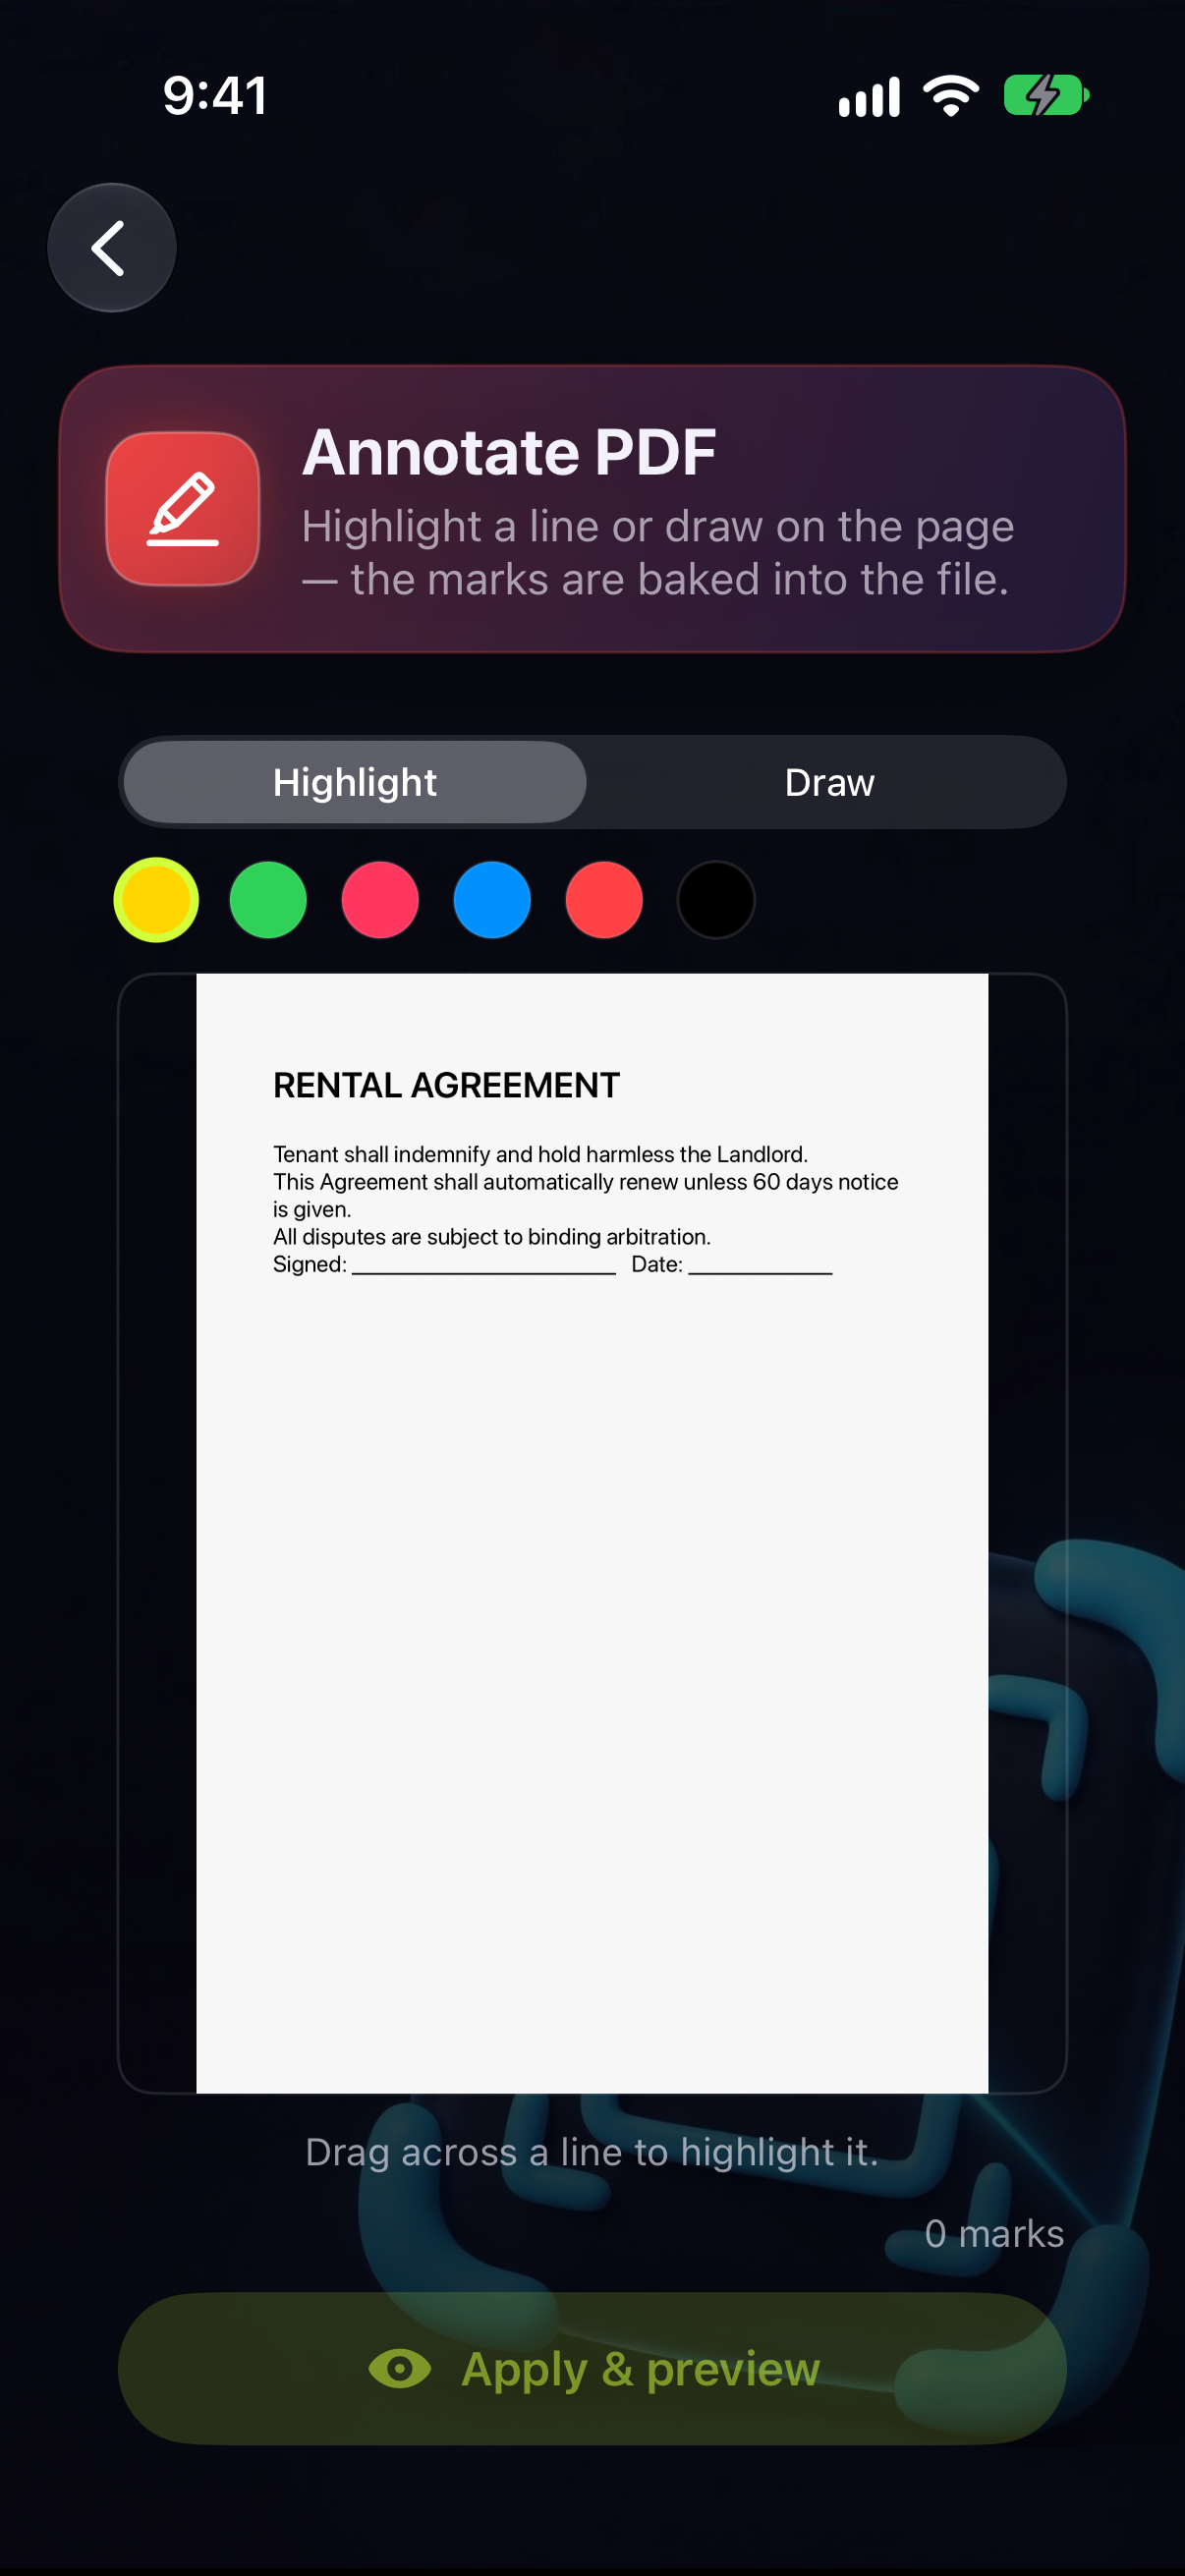 9:41
Annotate PDF
Highlight a line or draw on the page
— the marks are baked into the file.
Highlight Draw
RENTAL AGREEMENT
Tenant shall indemnify and hold harmless the Landlord.
This Agreement shall automatically renew unless 60 days notice
is given.
All disputes are subject to binding arbitration.
Signed: ______________________ Date: ____________
Drag across a line to highlight it.
0 marks
Apply & preview